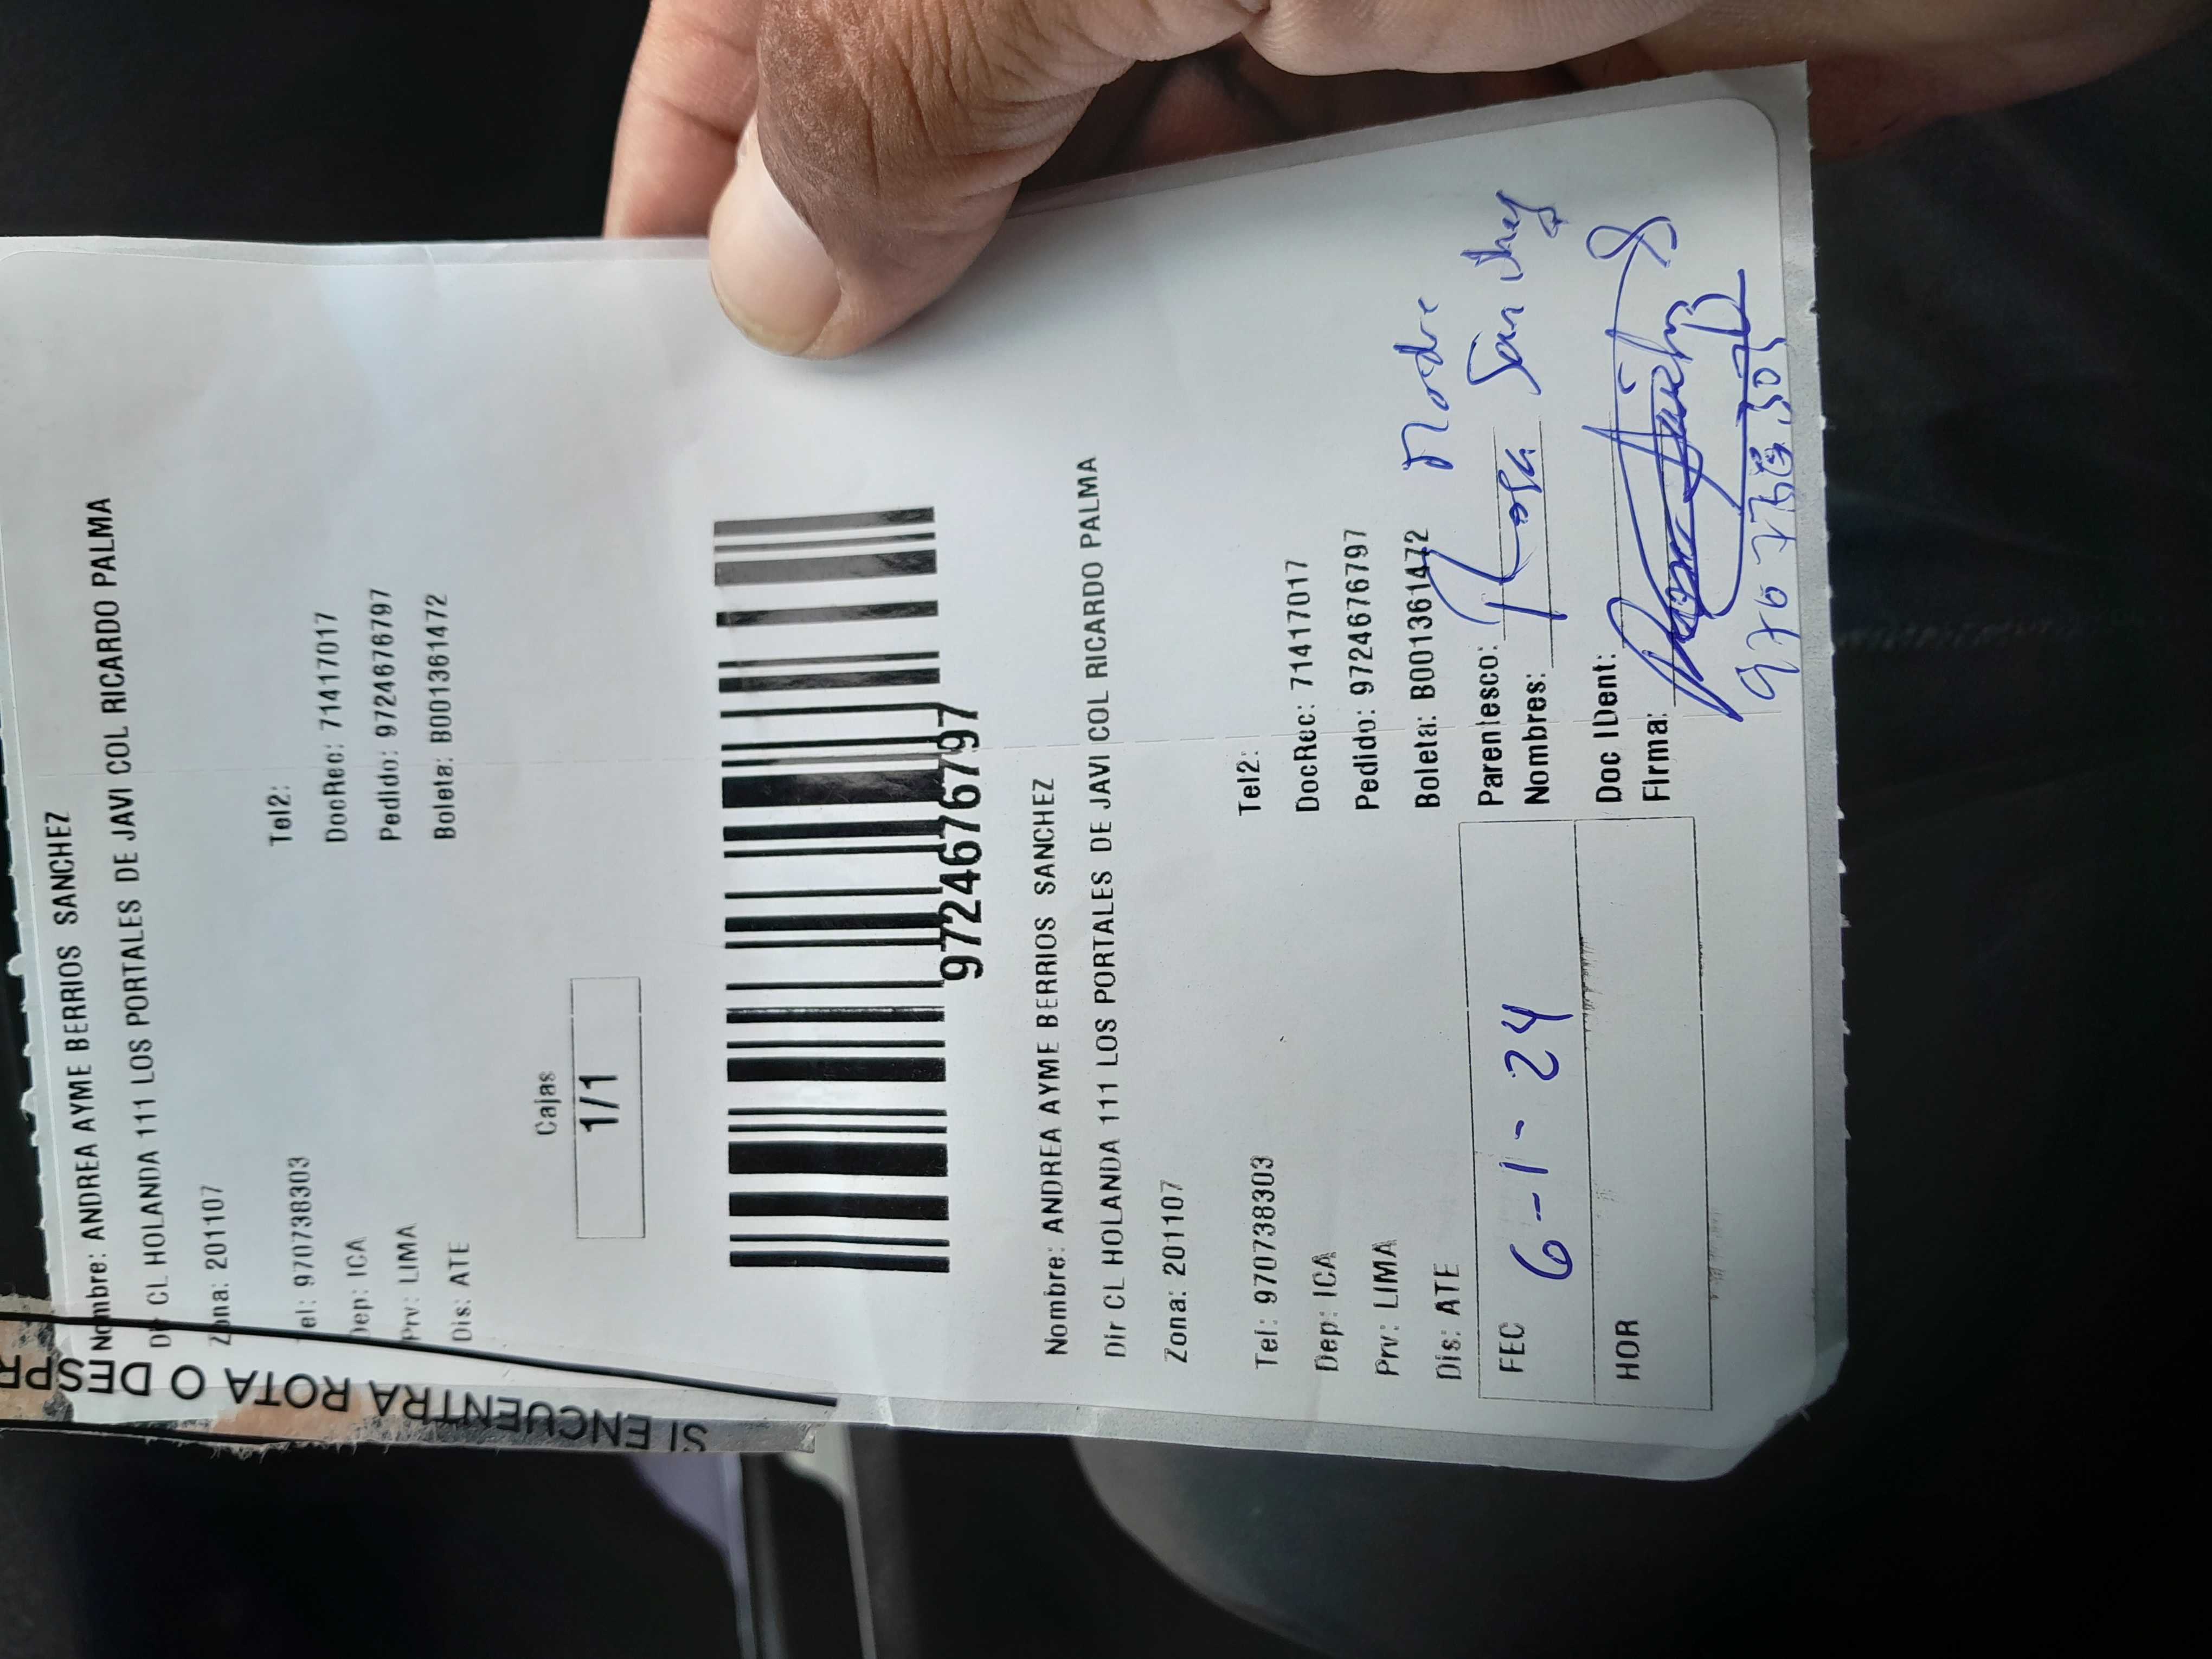 Nombre: ANDREA AYME BERRIOS SANCHEZ
Dir CL HOLANDA 111 LOS PORTALES DE JAVI COL RICARDO PALMA
Zona: 201107
Tel: 970738303 Tel2:
Dep: ICA DocRec: 71417017
Prv: LIMA Pedido: 9724676797
Dis: ATE Boleta: B001361472
Cajas
1/1
SI ENCUENTRA ROTA O DESPR
9724676797
Nombre: ANDREA AYME BERRIOS SANCHEZ
Dir CL HOLANDA 111 LOS PORTALES DE JAVI COL RICARDO PALMA
Zona: 201107
Tel: 970738303 Tel2:
Dep: ICA DocRec: 71417017
Prv: LIMA Pedido: 9724676797
Dis: ATE Boleta: B001361472
Madre
FEC 6-1-24 Parentesco:
Nombres: Rosa Sanchez
HOR Doc IDent:
Firma: